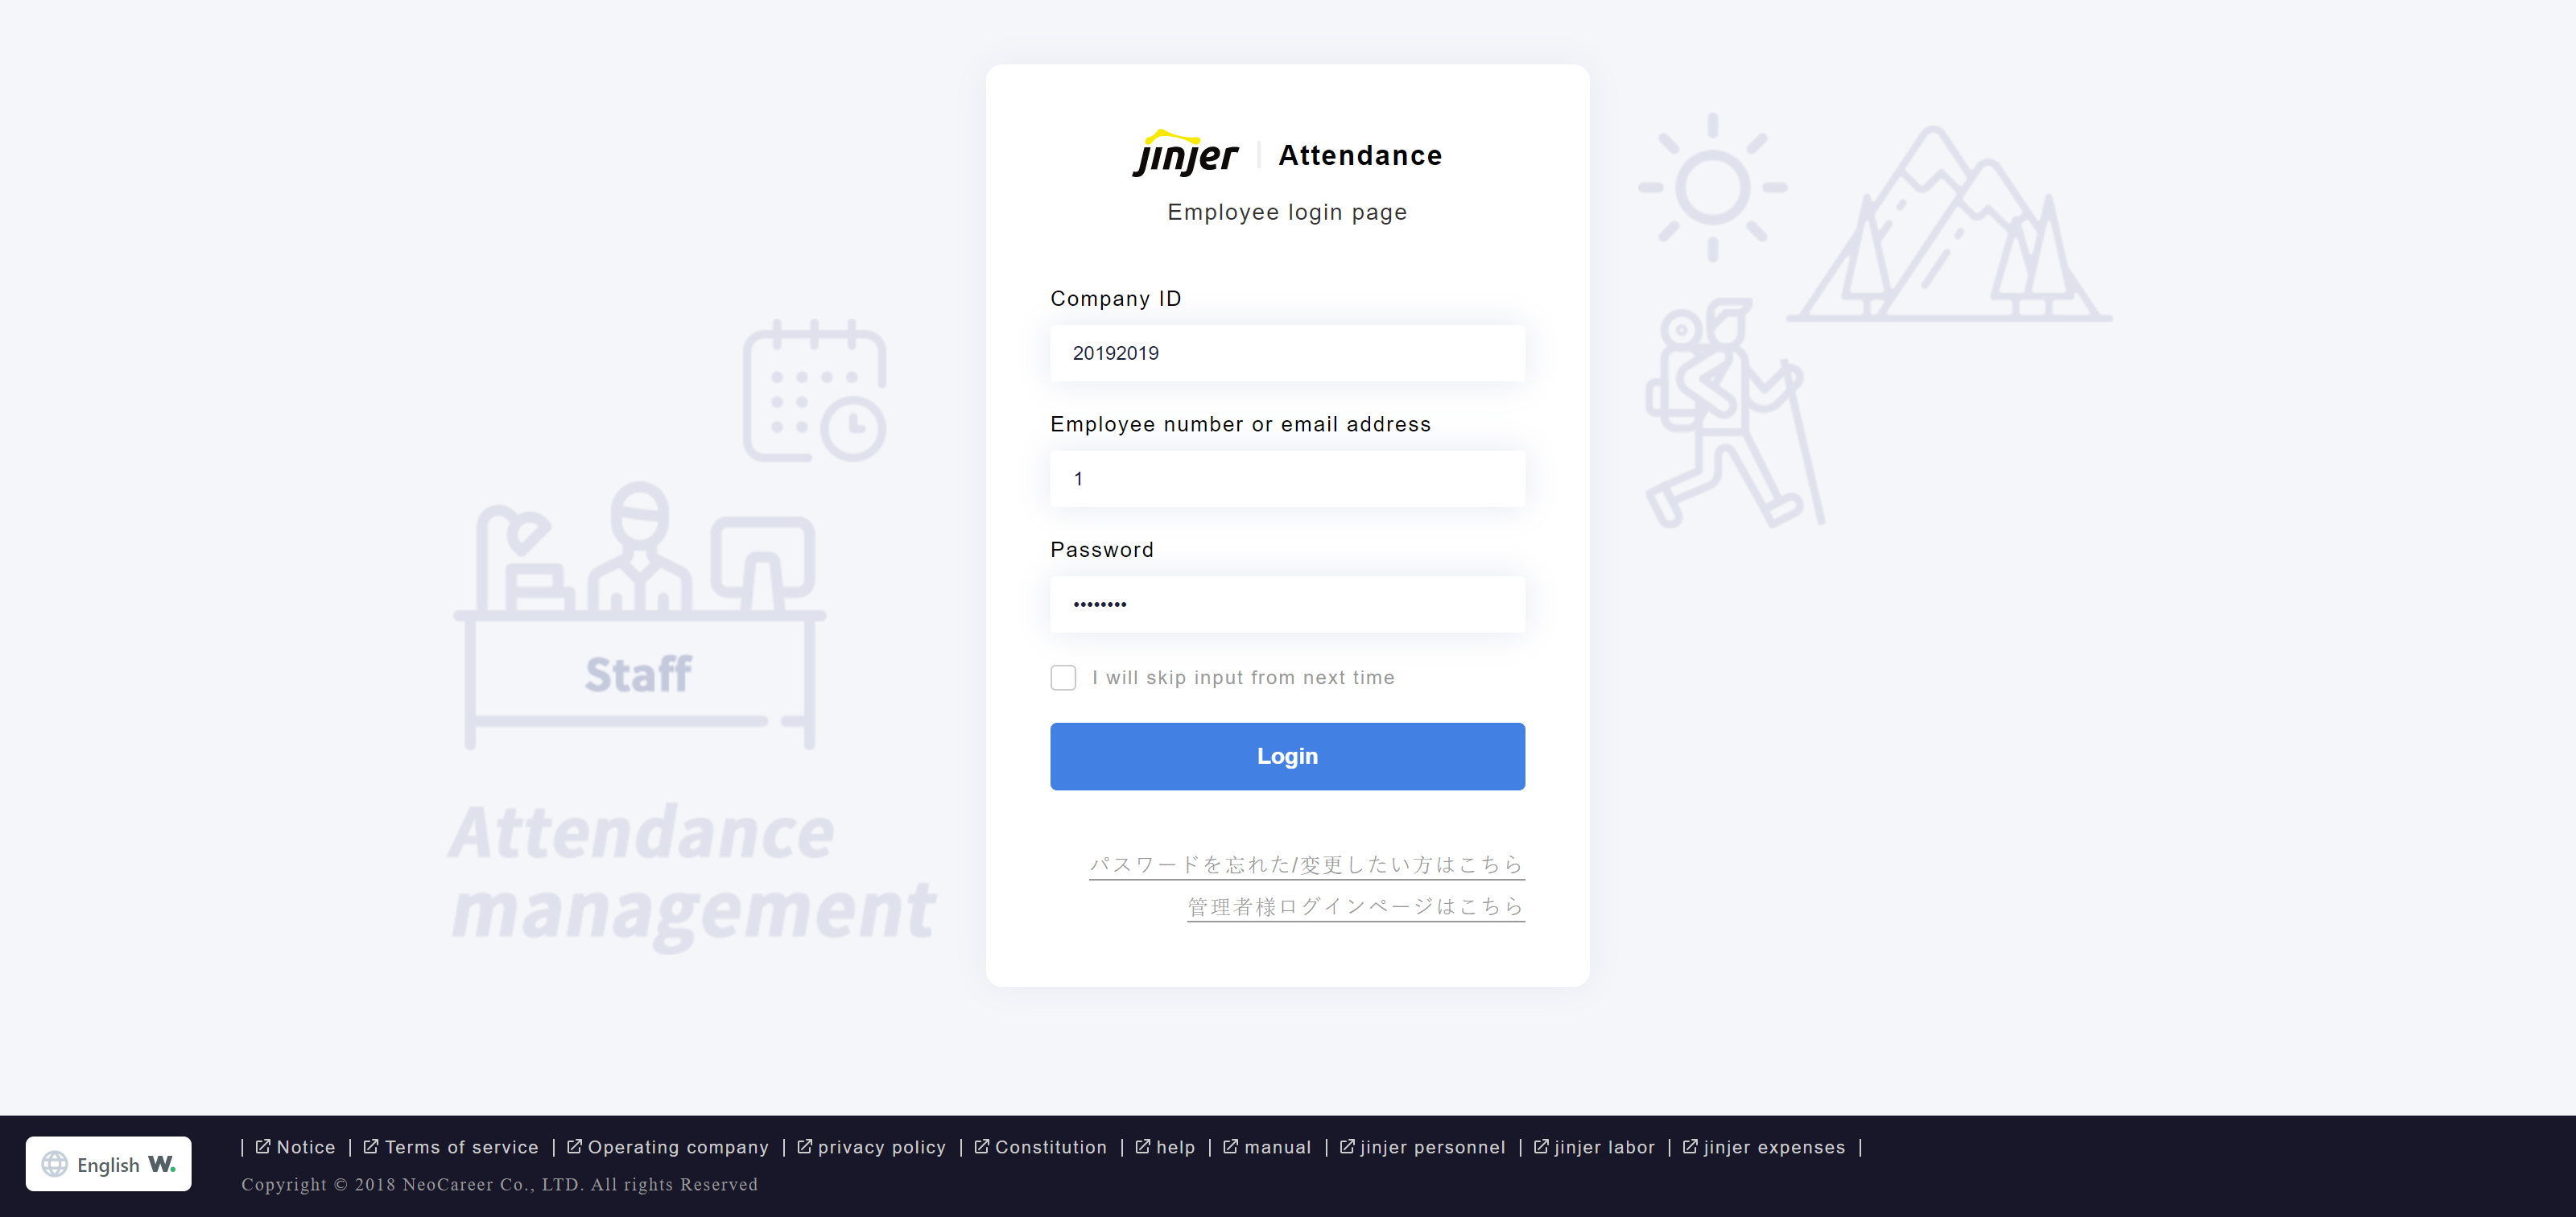 jinjer | Attendance
Employee login page
Company ID
20192019
Employee number or email address
1
Password
••••••••
I will skip input from next time
Login
パスワードを忘れた/変更したい方はこちら
管理者様ログインページはこちら
Staff
Attendance
management
English W.
| Notice | Terms of service | Operating company | privacy policy | Constitution | help | manual | jinjer personnel | jinjer labor | jinjer expenses |
Copyright © 2018 NeoCareer Co., LTD. All rights Reserved